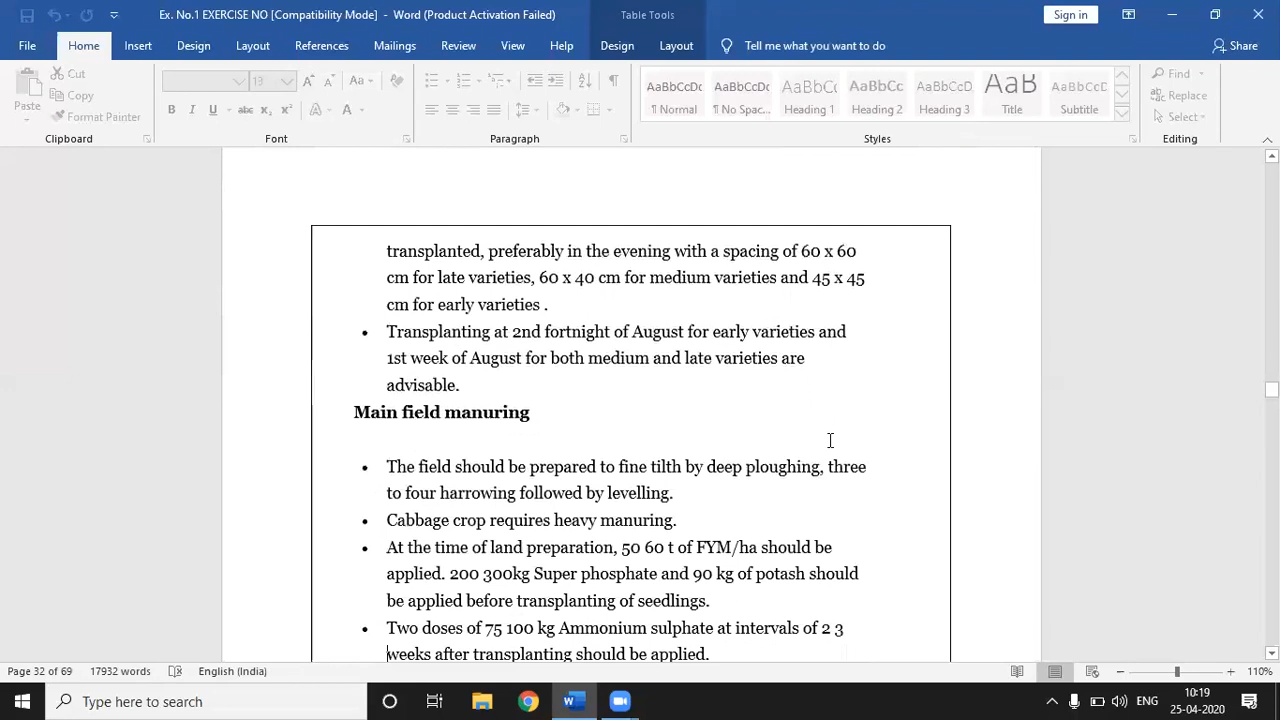 Ex. No.1 EXERCISE NO [Compatibility Mode] - Word (Product Activation Failed)
Table Tools
Sign in
File Home Insert Design Layout References Mailings Review View Help Design Layout Tell me what you want to do Share
Paste
Cut
Copy
Format Painter
13
Aa
B I U abc x₂ x² A A
AaBbCcDc AaBbCcDc AaBbCc AaBbCc AaBbCcD AaB AaBbCcD
¶ Normal ¶ No Spac... Heading 1 Heading 2 Heading 3 Title Subtitle
Find
Replace
Select
Clipboard Font Paragraph Styles Editing
transplanted, preferably in the evening with a spacing of 60 x 60
cm for late varieties, 60 x 40 cm for medium varieties and 45 x 45
cm for early varieties .
• Transplanting at 2nd fortnight of August for early varieties and
1st week of August for both medium and late varieties are
advisable.
Main field manuring
• The field should be prepared to fine tilth by deep ploughing, three
to four harrowing followed by levelling.
• Cabbage crop requires heavy manuring.
• At the time of land preparation, 50 60 t of FYM/ha should be
applied. 200 300kg Super phosphate and 90 kg of potash should
be applied before transplanting of seedlings.
• Two doses of 75 100 kg Ammonium sulphate at intervals of 2 3
weeks after transplanting should be applied.
Page 32 of 69 17932 words English (India) 110%
Type here to search
ENG
10:19
25-04-2020